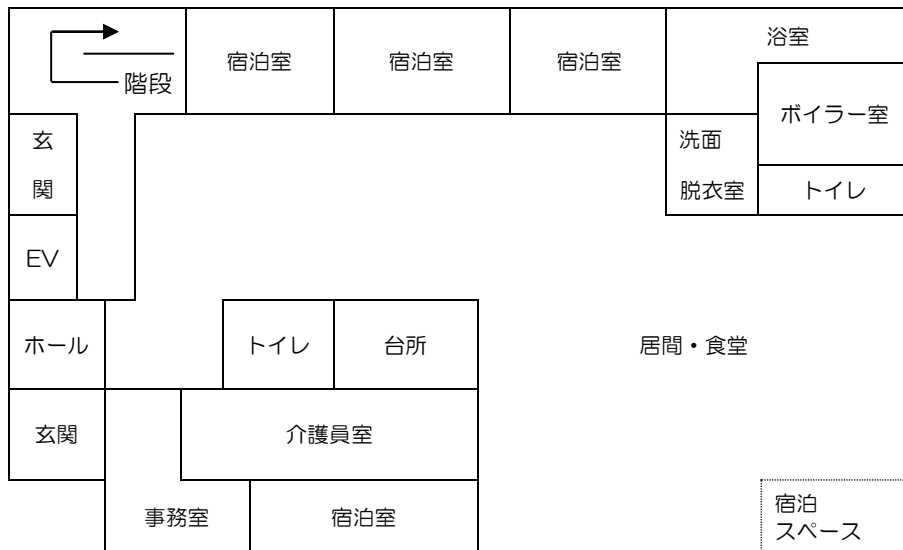 浴室
宿泊室
宿泊室
宿泊室
階段
ボイラー室
玄
関
洗面
脱衣室
トイレ
EV
ホール
トイレ
台所
居間・食堂
玄関
介護員室
事務室
宿泊室
宿泊
スペース